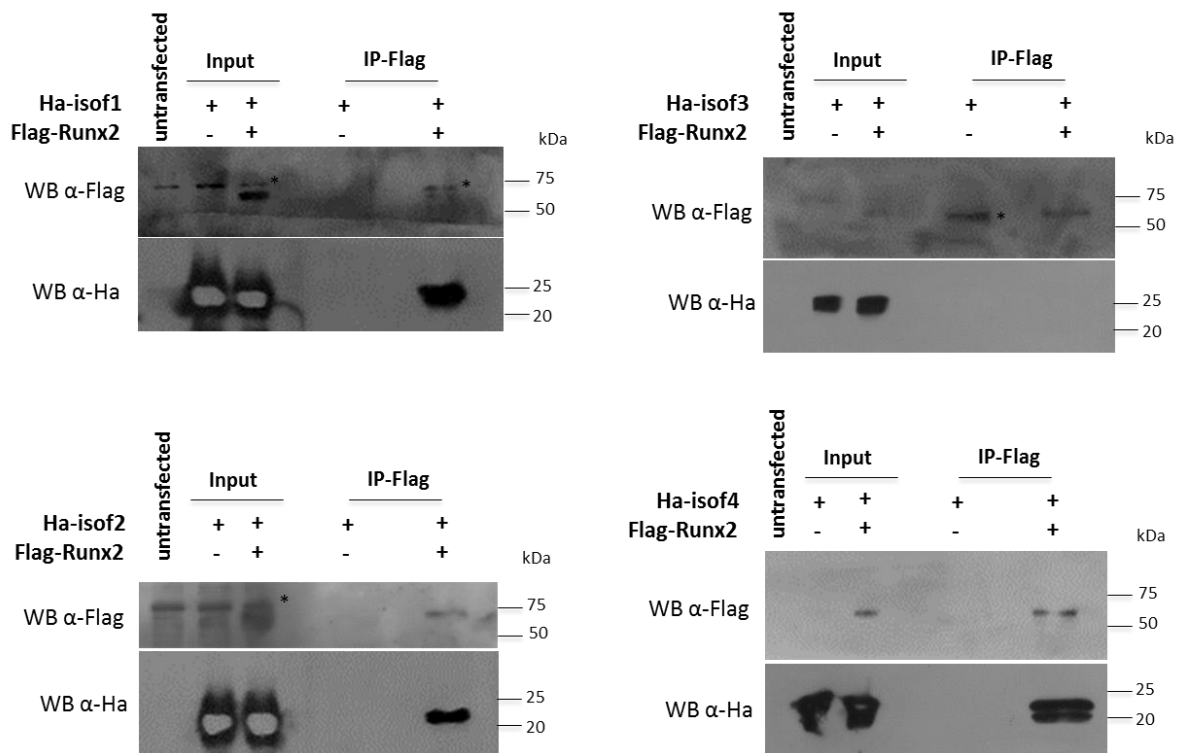 untransfected
Input IP-Flag
Ha-isof1 + + + +
Flag-Runx2 - + - +
kDa
WB α-Flag * * 75
50
WB α-Ha 25
20
untransfected
Input IP-Flag
Ha-isof3 + + + +
Flag-Runx2 - + - +
kDa
WB α-Flag * 75
50
WB α-Ha 25
20
untransfected
Input IP-Flag
Ha-isof2 + + + +
Flag-Runx2 - + - +
kDa
WB α-Flag * 75
50
WB α-Ha 25
20
untransfected
Input IP-Flag
Ha-isof4 + + + +
Flag-Runx2 - + - +
kDa
WB α-Flag 75
50
WB α-Ha 25
20